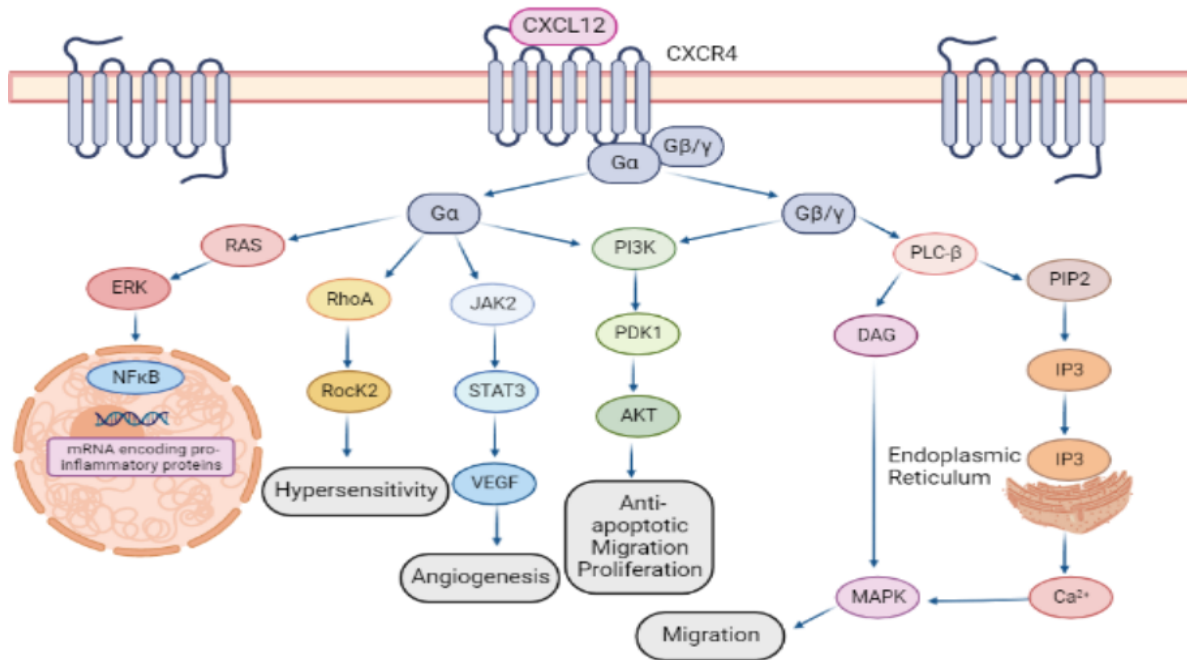 CXCL12
CXCR4
Gα
Gβ/γ
Gα
Gβ/γ
RAS
PI3K
PLC-β
ERK
RhoA
JAK2
PIP2
PDK1
DAG
NFκB
RocK2
STAT3
AKT
IP3
mRNA encoding pro-
inflammatory proteins
Endoplasmic
Reticulum
IP3
Hypersensitivity
VEGF
Anti-
apoptotic
Migration
Proliferation
Angiogenesis
MAPK
Ca²⁺
Migration